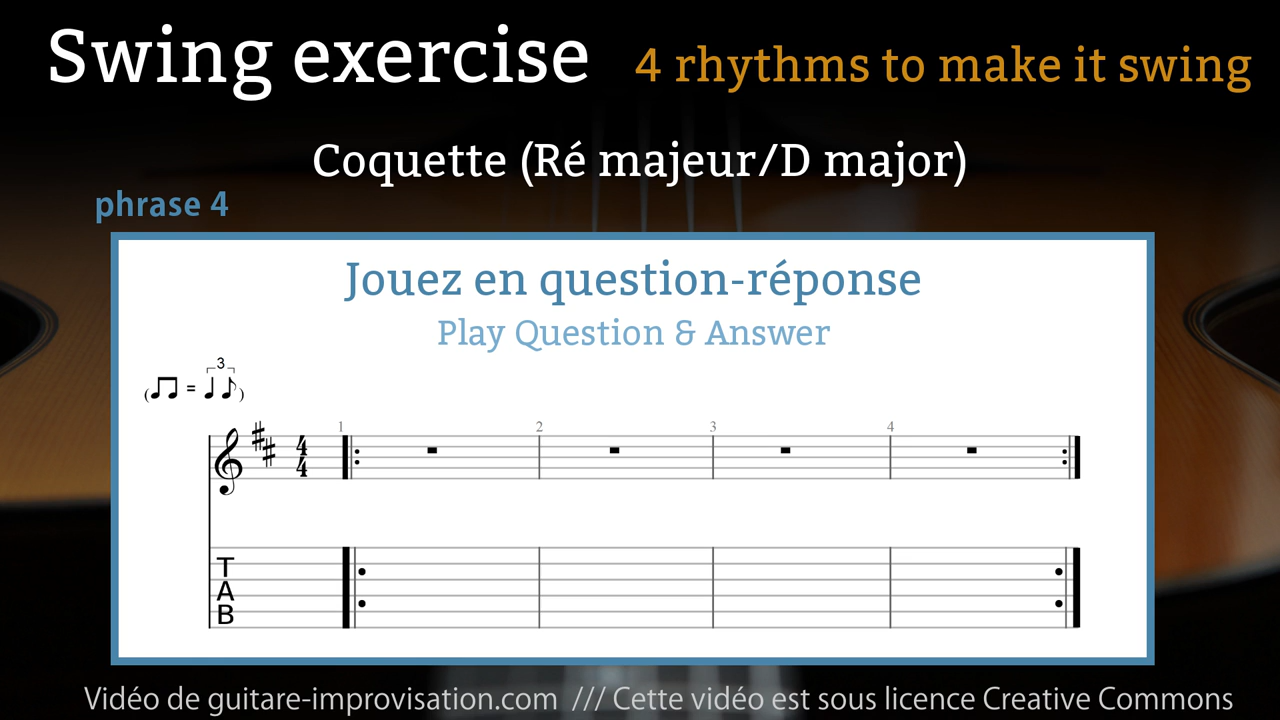 Swing exercise 4 rhythms to make it swing
Coquette (Ré majeur/D major)
phrase 4
Jouez en question-réponse
Play Question & Answer
3
(♫ = ♩ ♪)
1 2 3 4
4
4
T
A
B
Vidéo de guitare-improvisation.com /// Cette vidéo est sous licence Creative Commons